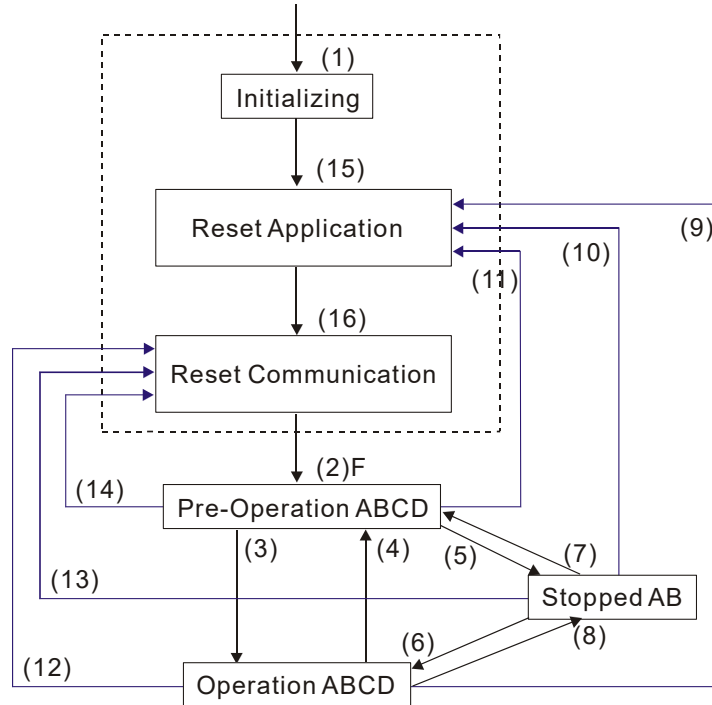 (1)
Initializing
(15)
Reset Application
(9)
(10)
(11)
(16)
Reset Communication
(2)F
(14)
Pre-Operation ABCD
(3)
(4)
(5)
(7)
(13)
Stopped AB
(6)
(8)
(12)
Operation ABCD